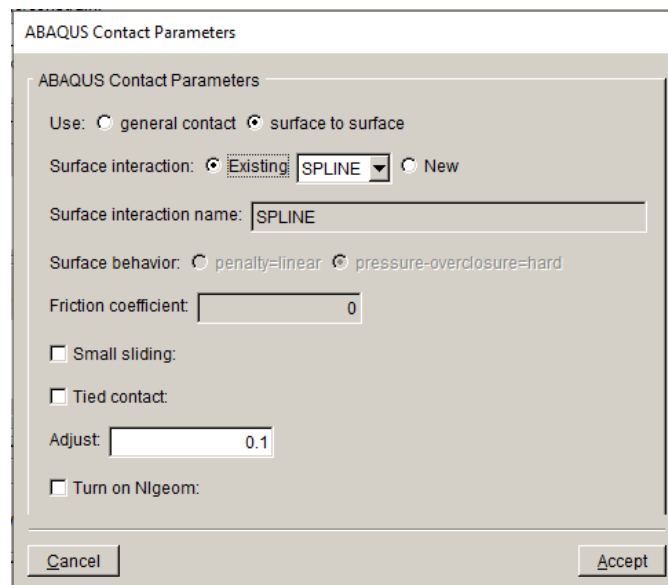 ABAQUS Contact Parameters
ABAQUS Contact Parameters
Use: general contact surface to surface
Surface interaction: Existing SPLINE New
Surface interaction name: SPLINE
Surface behavior: penalty=linear pressure-overclosure=hard
Friction coefficient: 0
Small sliding:
Tied contact:
Adjust: 0.1
Turn on Nlgeom:
Cancel Accept